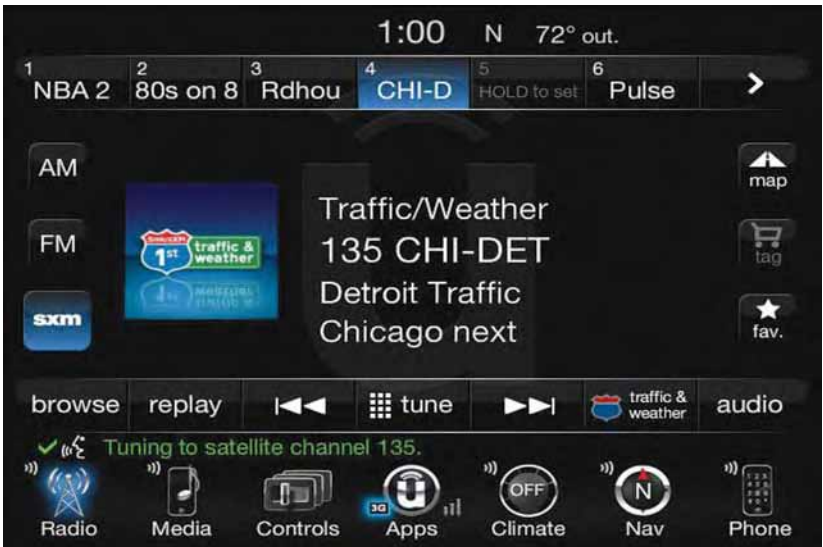 1:00 N 72° out.
1 NBA 2 2 80s on 8 3 Rdhou 4 CHI-D 5 HOLD to set 6 Pulse >
AM
map
Traffic/Weather
FM
SiriusXM 1st traffic & weather
135 CHI-DET
tag
Detroit Traffic
sxm
Chicago next
fav.
browse replay tune traffic & weather audio
Tuning to satellite channel 135.
3G OFF N
Radio Media Controls Apps Climate Nav Phone